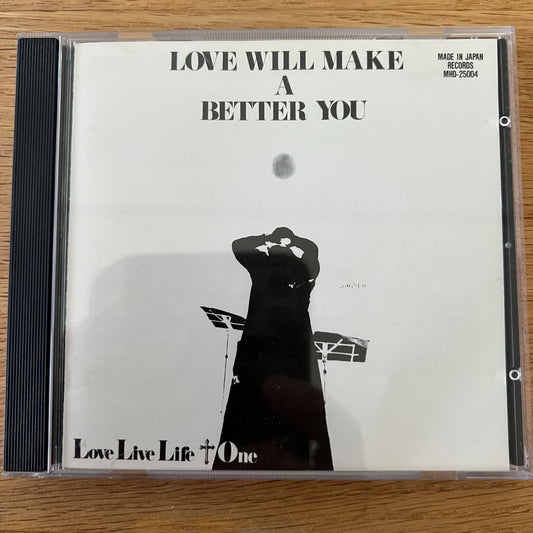 LOVE WILL MAKE
A
BETTER YOU
MADE IN JAPAN
RECORDS
MHD-25004
Love Live Life ✝ One